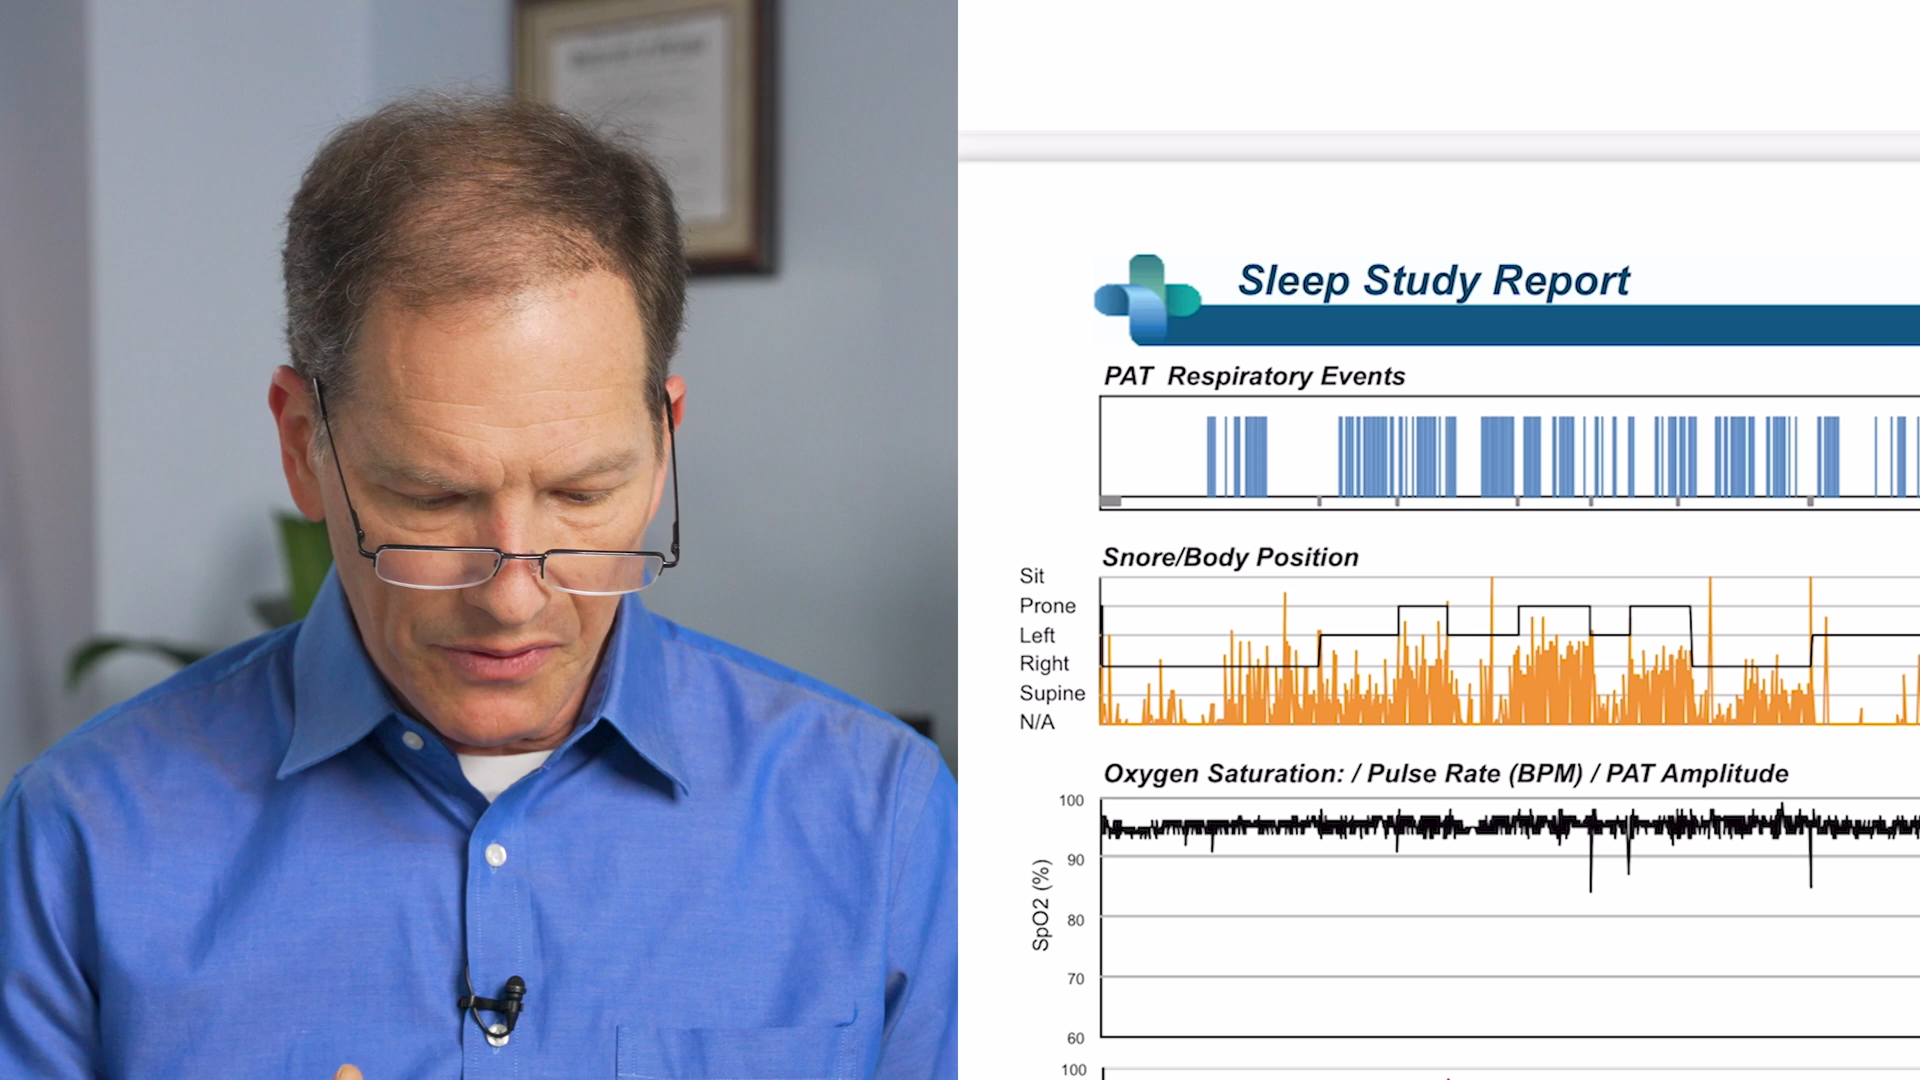 Sleep Study Report
PAT Respiratory Events
Snore/Body Position
Sit
Prone
Left
Right
Supine
N/A
Oxygen Saturation: / Pulse Rate (BPM) / PAT Amplitude
100
90
80
70
60
SpO2 (%)
100